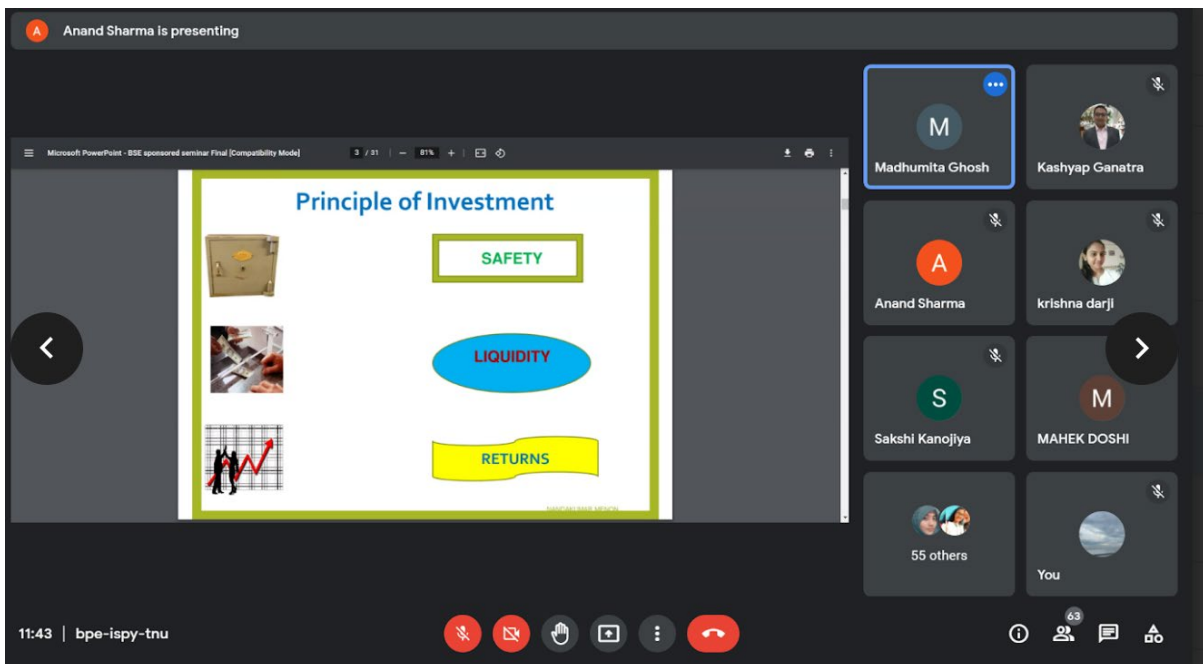 A Anand Sharma is presenting
Microsoft PowerPoint - BSE sponsored seminar Final [Compatibility Mode] 3 / 31 81%
Principle of Investment
SAFETY
LIQUIDITY
RETURNS
NANDAKUMAR MENON
M
Madhumita Ghosh
Kashyap Ganatra
A
Anand Sharma
krishna darji
S
Sakshi Kanojiya
M
MAHEK DOSHI
55 others
You
11:43 | bpe-ispy-tnu
63